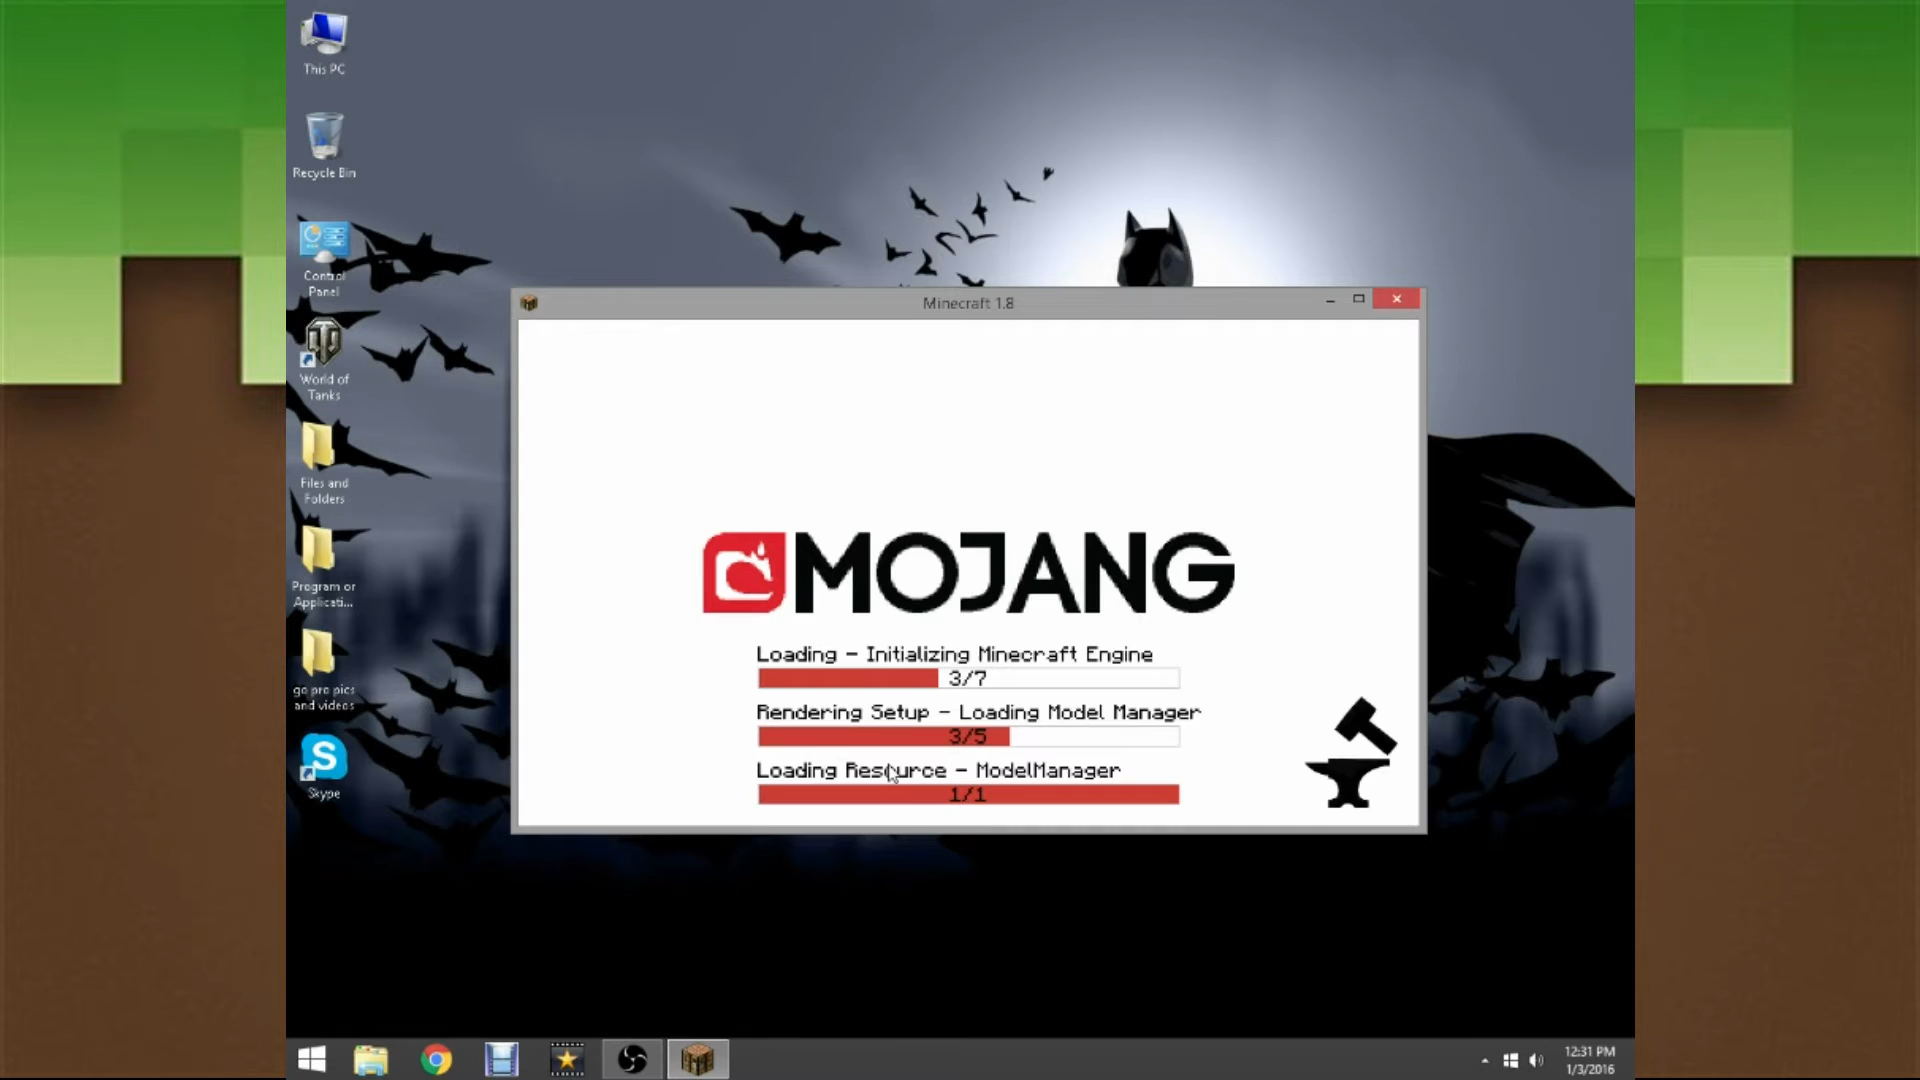 This PC
Recycle Bin
Control
Panel
World of
Tanks
Files and
Folders
Program or
Applicati...
go pro pics
and videos
Skype
Minecraft 1.8
MOJANG
Loading - Initializing Minecraft Engine
3/7
Rendering Setup - Loading Model Manager
3/5
Loading Resource - ModelManager
1/1
12:31 PM
1/3/2016